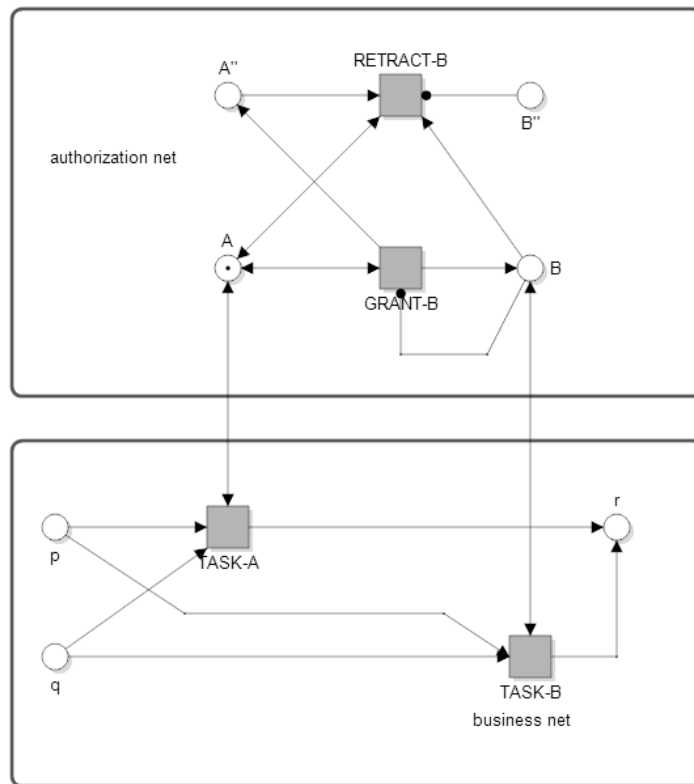 RETRACT-B
A"
B"
authorization net
A
B
GRANT-B
p
TASK-A
r
q
TASK-B
business net